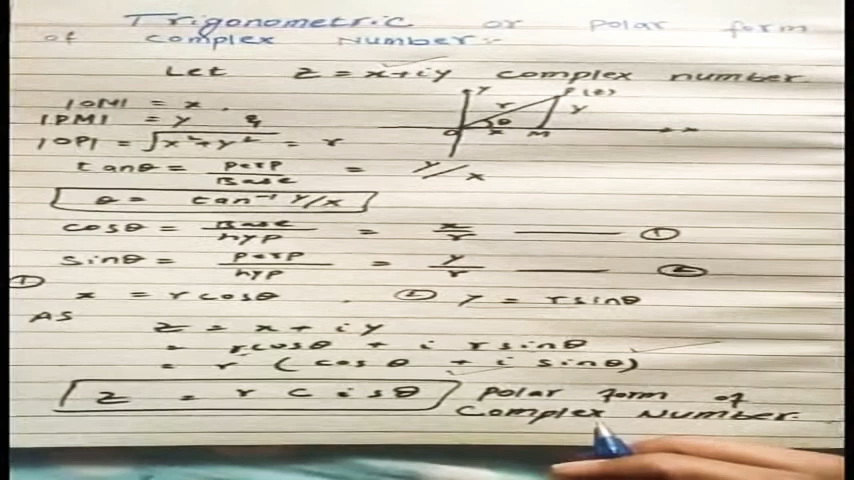 Trigonometric or polar form
of complex Number:-
Let z = x+iy complex number.
|OM| = x .
|PM| = y &
|OP| = √x²+y² = r
y P(z)
r y
θ
O x M x
tanθ = perp/Base = y/x
θ = tan⁻¹ y/x
cosθ = Base/hyp = x/r ——— ①
sinθ = perp/hyp = y/r ——— ②
① x = rcosθ . ② y = rsinθ
As
z = x + iy
= rcosθ + i rsinθ
= r (cosθ + i sinθ)
z = r cisθ polar form of
complex Number.